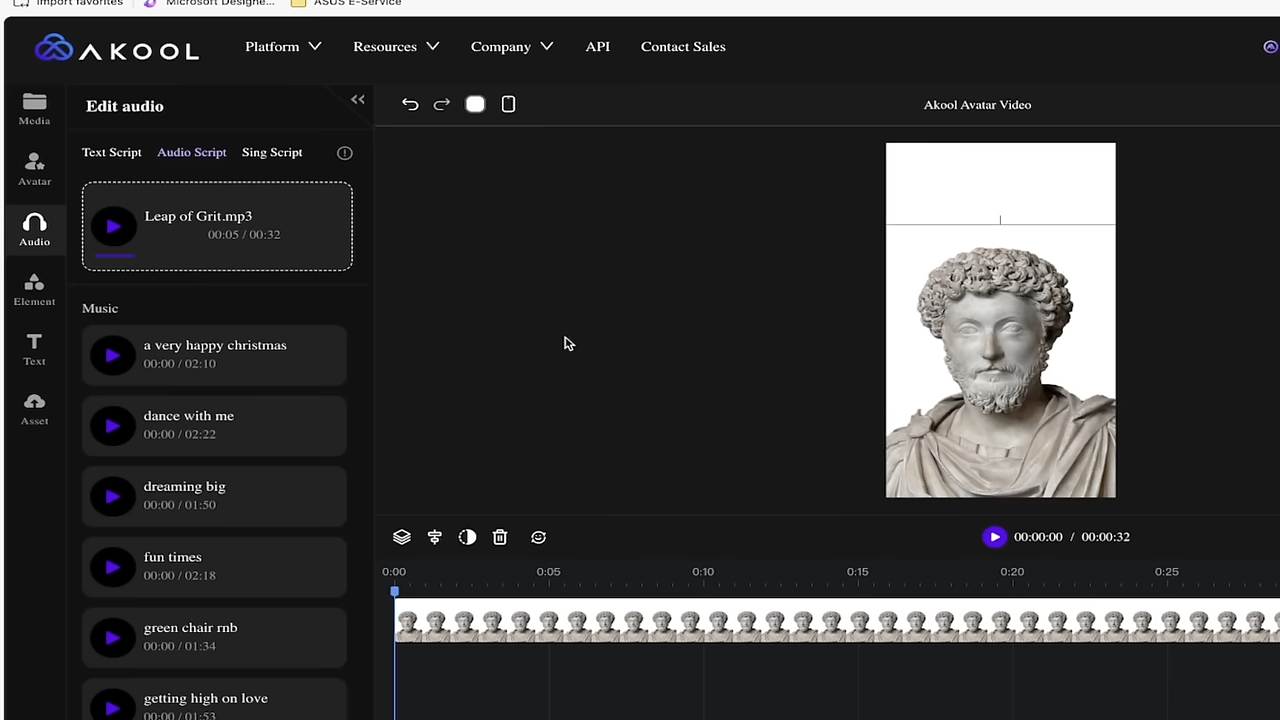 Import favorites
Microsoft Designe...
ASUS E-Service
AKOOL
Platform
Resources
Company
API
Contact Sales
Media
Avatar
Audio
Element
Text
Asset
Edit audio
Text Script
Audio Script
Sing Script
Leap of Grit.mp3
00:05 / 00:32
Music
a very happy christmas
00:00 / 02:10
dance with me
00:00 / 02:22
dreaming big
00:00 / 01:50
fun times
00:00 / 02:18
green chair rnb
00:00 / 01:34
getting high on love
00:00 / 01:53
Akool Avatar Video
00:00:00 / 00:00:32
0:00
0:05
0:10
0:15
0:20
0:25